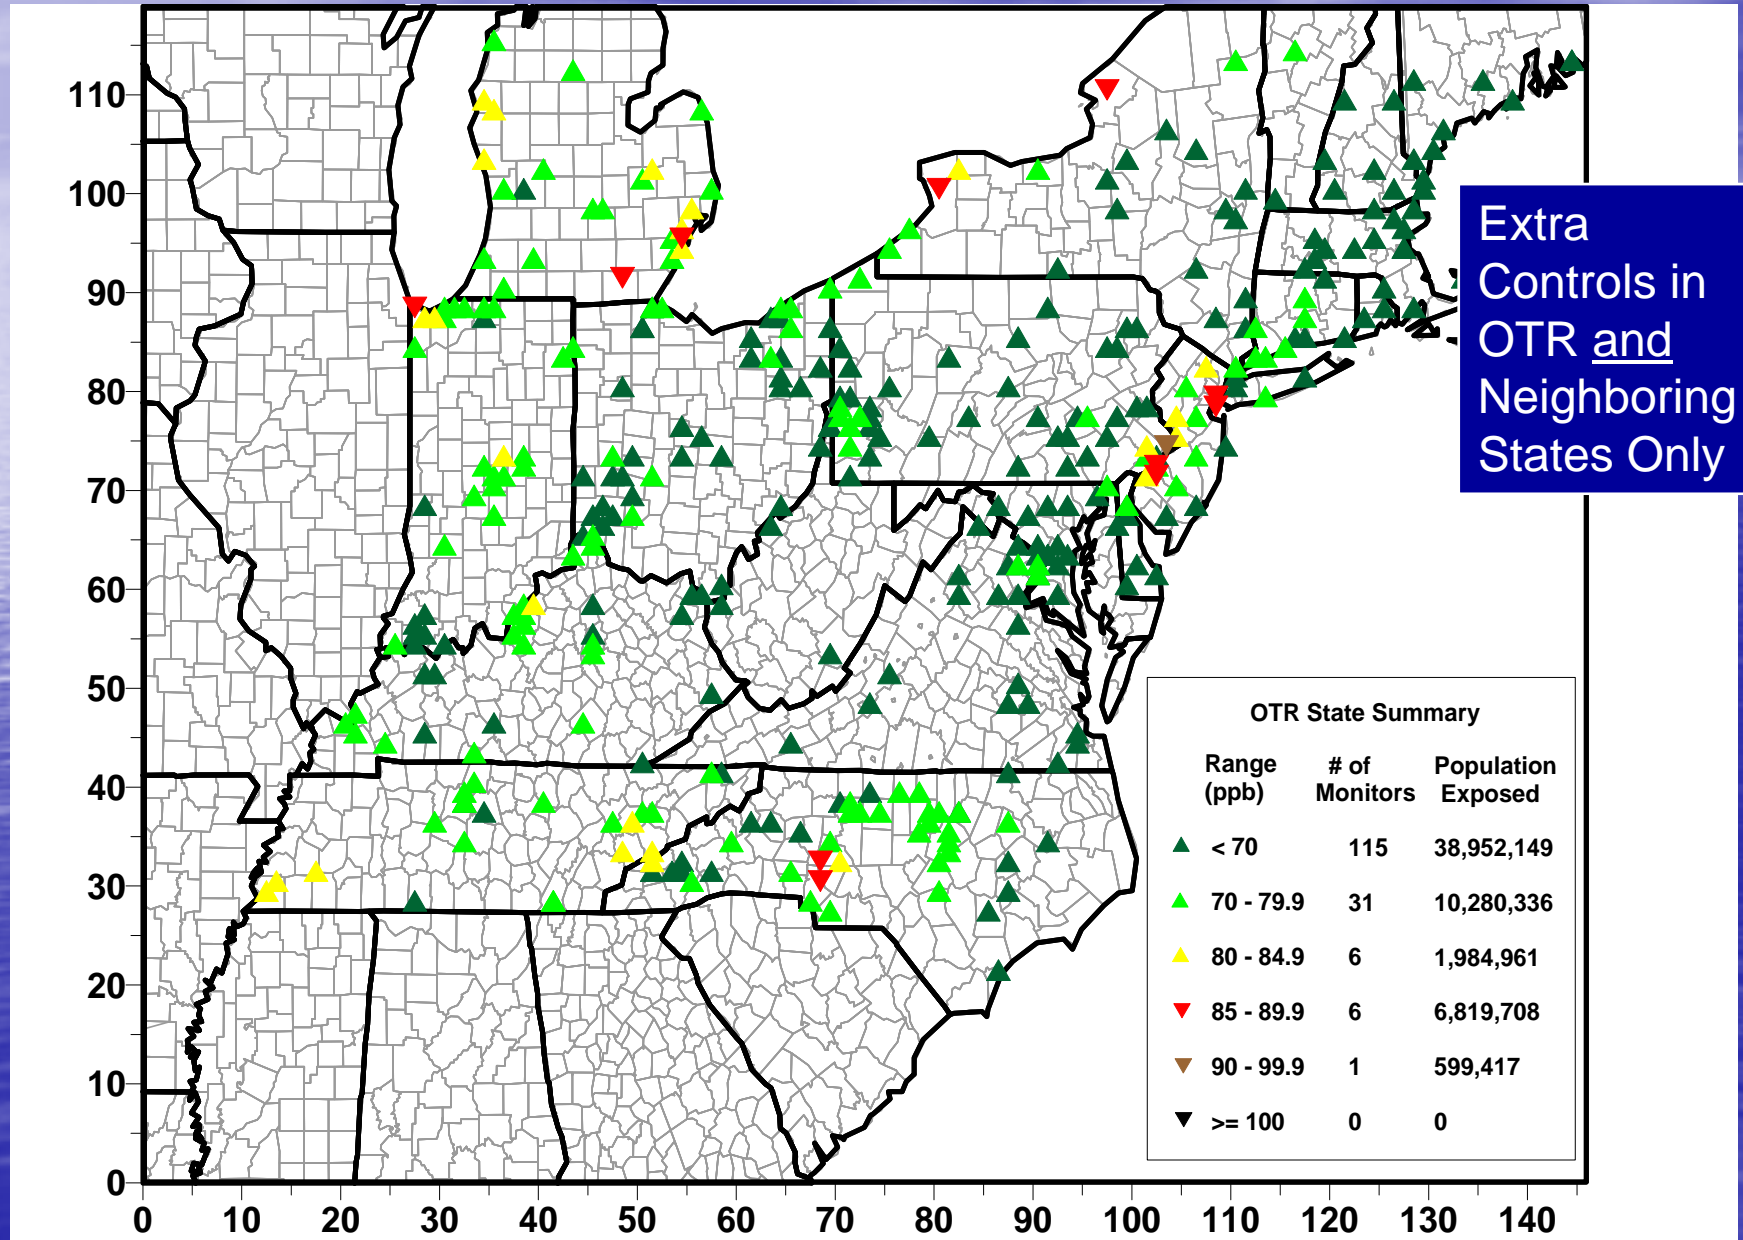 110
100
90
80
70
60
50
40
30
20
10
0
0 10 20 30 40 50 60 70 80 90 100 110 120 130 140
Extra
Controls in
OTR and
Neighboring
States Only
OTR State Summary
Range # of Population
(ppb) Monitors Exposed
< 70 115 38,952,149
70 - 79.9 31 10,280,336
80 - 84.9 6 1,984,961
85 - 89.9 6 6,819,708
90 - 99.9 1 599,417
>= 100 0 0